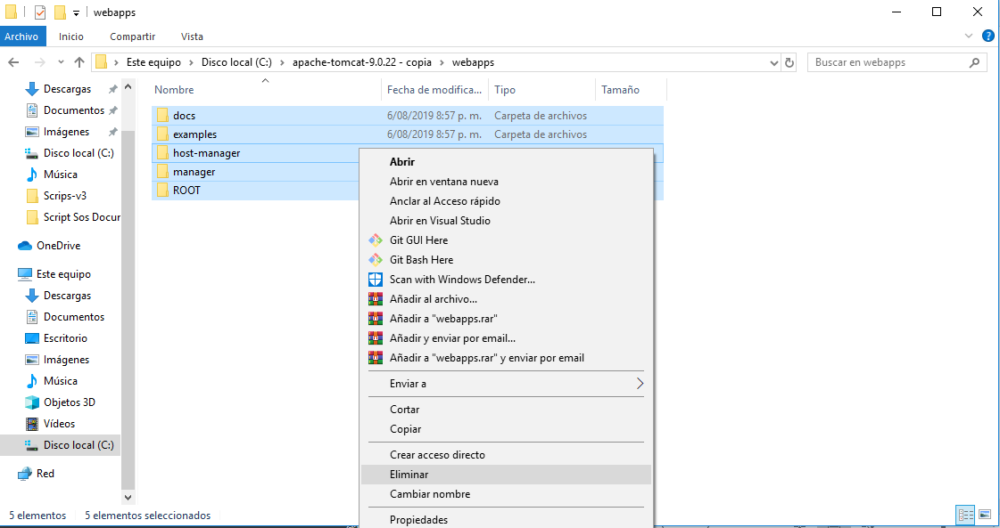 webapps
Archivo Inicio Compartir Vista
Este equipo Disco local (C:) apache-tomcat-9.0.22 - copia webapps
Buscar en webapps
Nombre Fecha de modifica... Tipo Tamaño
docs 6/08/2019 8:57 p. m. Carpeta de archivos
examples 6/08/2019 8:57 p. m. Carpeta de archivos
host-manager
manager
ROOT
Descargas
Documentos
Imágenes
Disco local (C:)
Música
Scrips-v3
Script Sos Docur
OneDrive
Este equipo
Descargas
Documentos
Escritorio
Imágenes
Música
Objetos 3D
Vídeos
Disco local (C:)
Red
Abrir
Abrir en ventana nueva
Anclar al Acceso rápido
Abrir en Visual Studio
Git GUI Here
Git Bash Here
Scan with Windows Defender...
Añadir al archivo...
Añadir a "webapps.rar"
Añadir y enviar por email...
Añadir a "webapps.rar" y enviar por email
Enviar a
Cortar
Copiar
Crear acceso directo
Eliminar
Cambiar nombre
Propiedades
5 elementos 5 elementos seleccionados